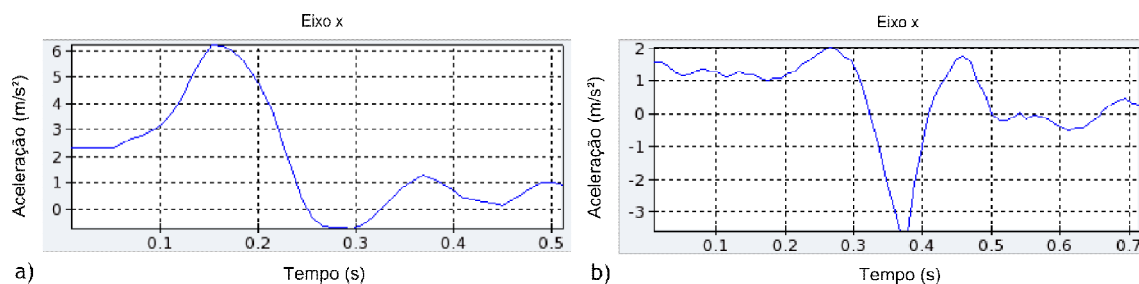 Eixo x
Aceleração (m/s²)
6
5
4
3
2
1
0
0.1 0.2 0.3 0.4 0.5
Tempo (s)
a)
Eixo x
Aceleração (m/s²)
2
1
0
-1
-2
-3
0.1 0.2 0.3 0.4 0.5 0.6 0.7
Tempo (s)
b)